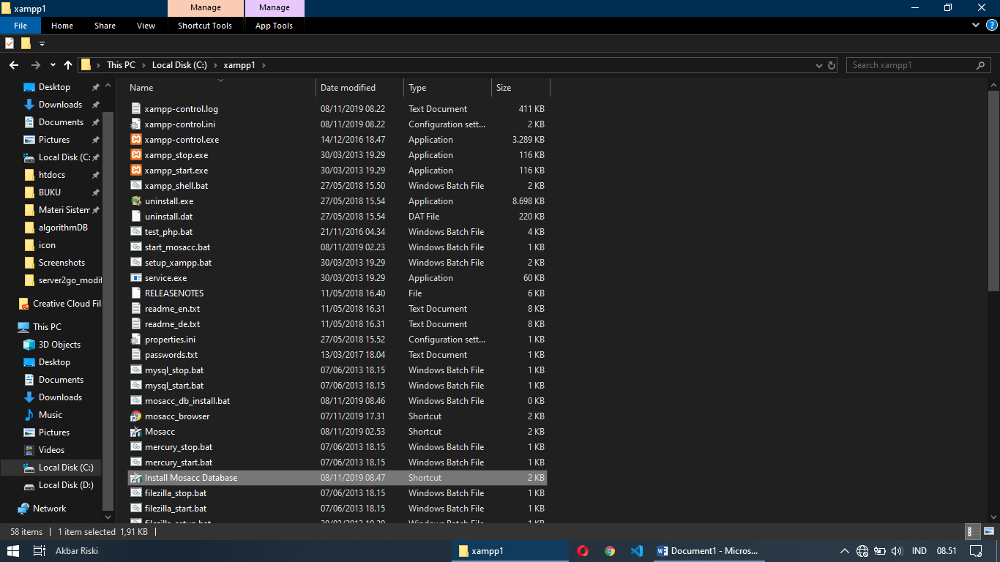 xampp1
Manage
Manage
File
Home
Share
View
Shortcut Tools
App Tools
This PC
Local Disk (C:)
xampp1
Search xampp1
Desktop
Downloads
Documents
Pictures
Local Disk (C:
htdocs
BUKU
Materi Sistem
algorithmDB
icon
Screenshots
server2go_modif
Creative Cloud Fil
This PC
3D Objects
Desktop
Documents
Downloads
Music
Pictures
Videos
Local Disk (C:)
Local Disk (D:)
Network
Name Date modified Type Size
xampp-control.log 08/11/2019 08.22 Text Document 411 KB
xampp-control.ini 08/11/2019 08.22 Configuration sett... 2 KB
xampp-control.exe 14/12/2016 18.47 Application 3.289 KB
xampp_stop.exe 30/03/2013 19.29 Application 116 KB
xampp_start.exe 30/03/2013 19.29 Application 116 KB
xampp_shell.bat 27/05/2018 15.50 Windows Batch File 2 KB
uninstall.exe 27/05/2018 15.54 Application 8.698 KB
uninstall.dat 27/05/2018 15.54 DAT File 220 KB
test_php.bat 21/11/2016 04.34 Windows Batch File 4 KB
start_mosacc.bat 08/11/2019 02.23 Windows Batch File 1 KB
setup_xampp.bat 30/03/2013 19.29 Windows Batch File 2 KB
service.exe 30/03/2013 19.29 Application 60 KB
RELEASENOTES 11/05/2018 16.40 File 6 KB
readme_en.txt 11/05/2018 16.31 Text Document 8 KB
readme_de.txt 11/05/2018 16.31 Text Document 8 KB
properties.ini 27/05/2018 15.52 Configuration sett... 1 KB
passwords.txt 13/03/2017 18.04 Text Document 1 KB
mysql_stop.bat 07/06/2013 18.15 Windows Batch File 1 KB
mysql_start.bat 07/06/2013 18.15 Windows Batch File 1 KB
mosacc_db_install.bat 08/11/2019 08.46 Windows Batch File 0 KB
mosacc_browser 07/11/2019 17.31 Shortcut 2 KB
Mosacc 08/11/2019 02.53 Shortcut 2 KB
mercury_stop.bat 07/06/2013 18.15 Windows Batch File 1 KB
mercury_start.bat 07/06/2013 18.15 Windows Batch File 1 KB
Install Mosacc Database 08/11/2019 08.47 Shortcut 2 KB
filezilla_stop.bat 07/06/2013 18.15 Windows Batch File 1 KB
filezilla_start.bat 07/06/2013 18.15 Windows Batch File 1 KB
filezilla_setup.bat 30/03/2013 19.29 Windows Batch File 1 KB
58 items
1 item selected 1,91 KB
Akbar Riski
xampp1
Document1 - Micros...
IND
08.51